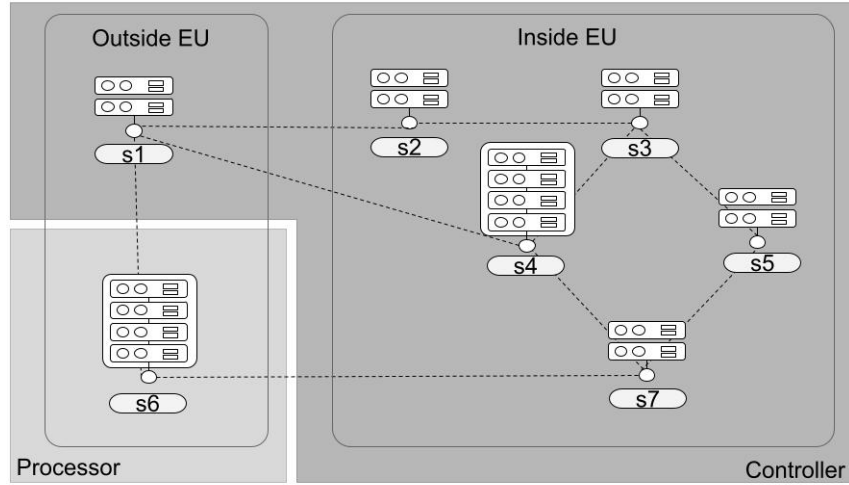 Outside EU
Inside EU
s1
s2
s3
s4
s5
s6
s7
Processor
Controller